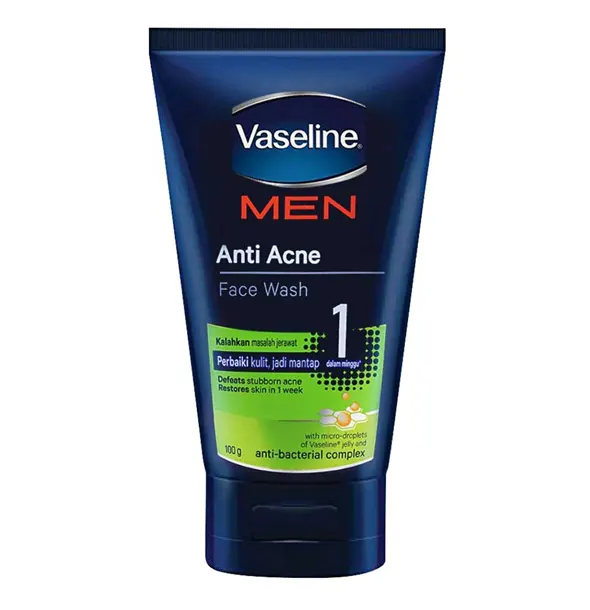 Vaseline®
MEN
Anti Acne
Face Wash
Kalahkan masalah jerawat
Perbaiki kulit, jadi mantap
1
dalam minggu*
Defeats stubborn acne
Restores skin in 1 week
with micro-droplets
of Vaseline® jelly and
anti-bacterial complex
100 g